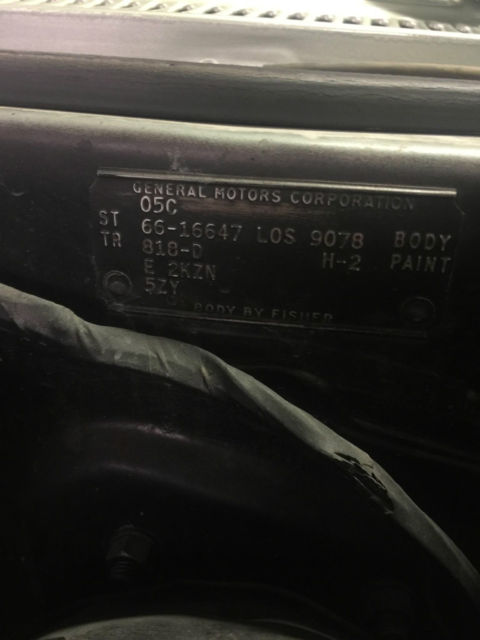 GENERAL MOTORS CORPORATION
05C
ST 66-16647 LOS 9078 BODY
TR 818-D H-2 PAINT
E 2KZN
5ZY
BODY BY FISHER